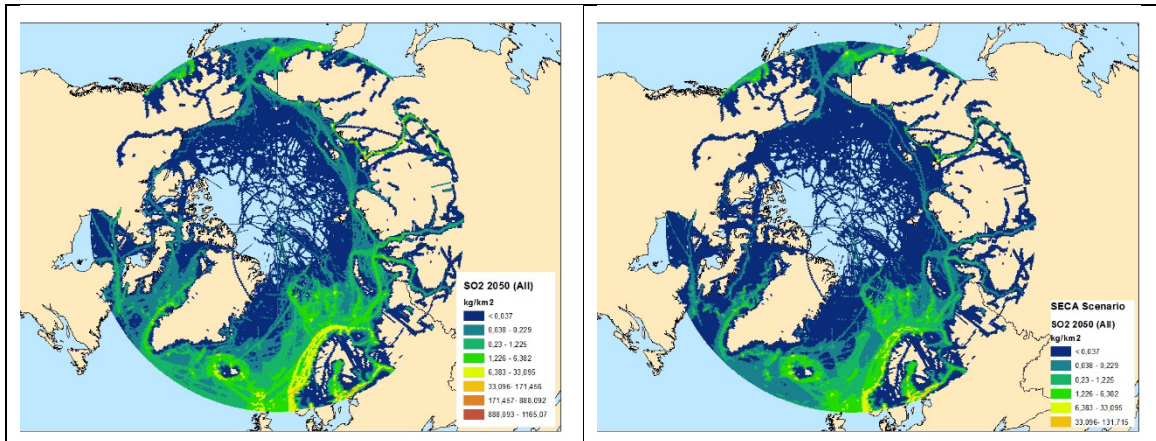 SO2 2050 (All)
kg/km2
< 0,037
0,038 - 0,229
0,23 - 1,225
1,226 - 6,382
6,383 - 33,095
33,096 - 171,456
171,457 - 888,092
888,093 - 1165,07
SECA Scenario
SO2 2050 (All)
kg/km2
< 0,037
0,038 - 0,229
0,23 - 1,225
1,226 - 6,382
6,383 - 33,095
33,096 - 131,715